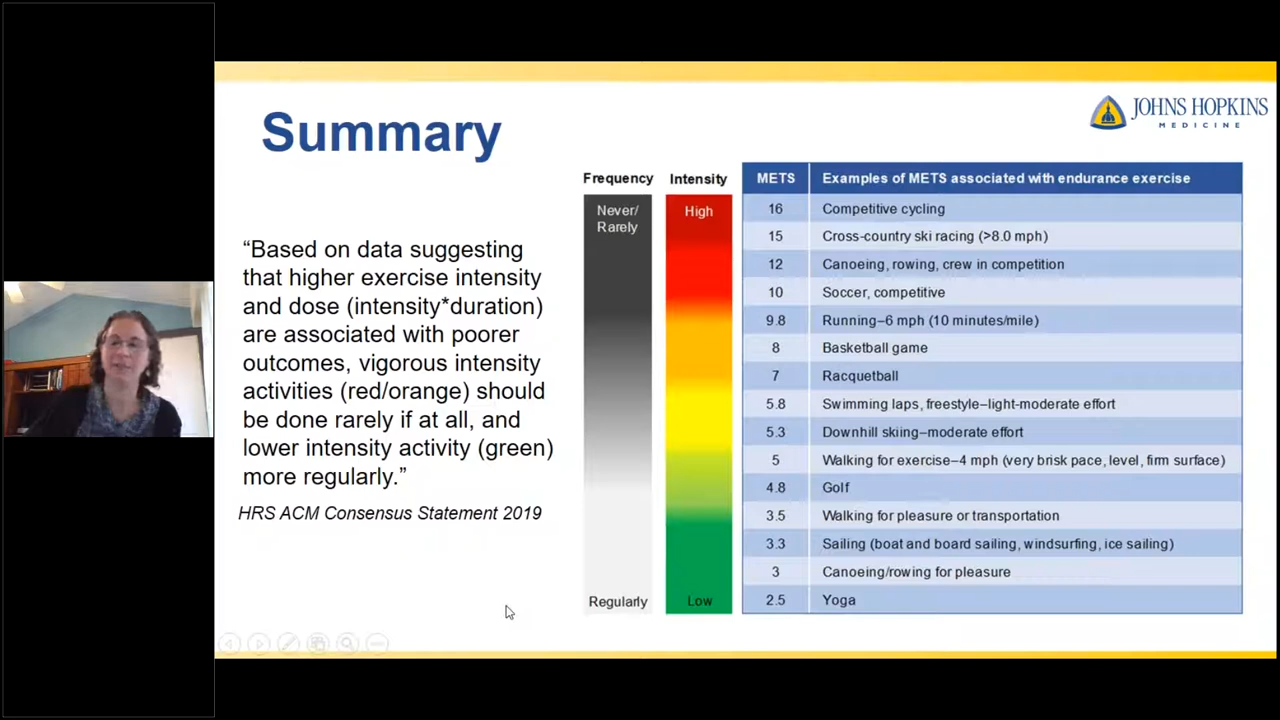 JOHNS HOPKINS
MEDICINE
Summary
“Based on data suggesting
that higher exercise intensity
and dose (intensity*duration)
are associated with poorer
outcomes, vigorous intensity
activities (red/orange) should
be done rarely if at all, and
lower intensity activity (green)
more regularly.”
HRS ACM Consensus Statement 2019
Frequency
Never/
Rarely
Regularly
Intensity
High
Low
METS Examples of METS associated with endurance exercise
16 Competitive cycling
15 Cross-country ski racing (>8.0 mph)
12 Canoeing, rowing, crew in competition
10 Soccer, competitive
9.8 Running–6 mph (10 minutes/mile)
8 Basketball game
7 Racquetball
5.8 Swimming laps, freestyle–light-moderate effort
5.3 Downhill skiing–moderate effort
5 Walking for exercise–4 mph (very brisk pace, level, firm surface)
4.8 Golf
3.5 Walking for pleasure or transportation
3.3 Sailing (boat and board sailing, windsurfing, ice sailing)
3 Canoeing/rowing for pleasure
2.5 Yoga